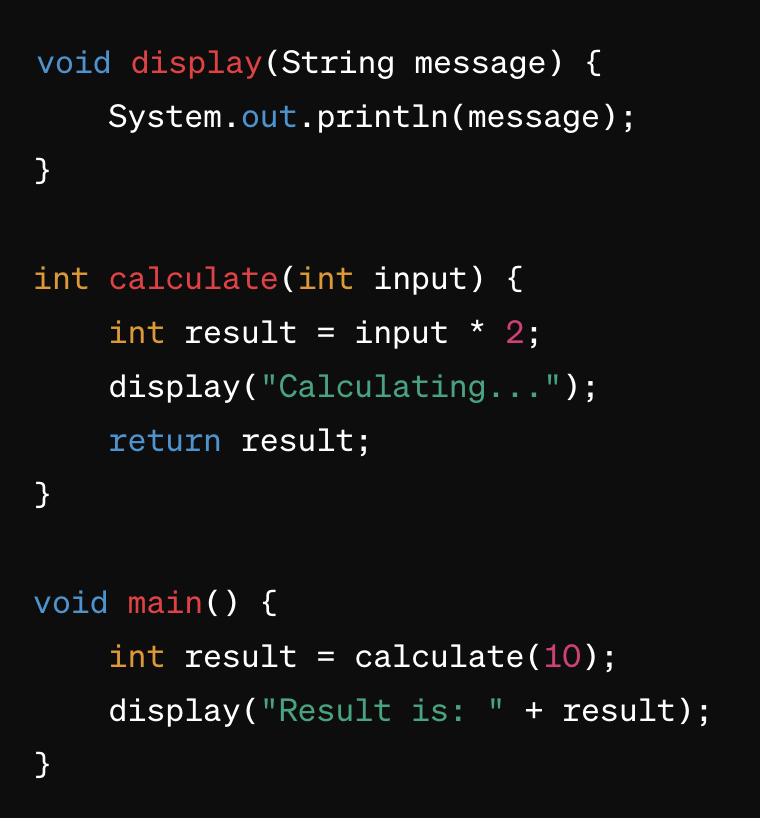 void display(String message) {
    System.out.println(message);
}

int calculate(int input) {
    int result = input * 2;
    display("Calculating...");
    return result;
}

void main() {
    int result = calculate(10);
    display("Result is: " + result);
}